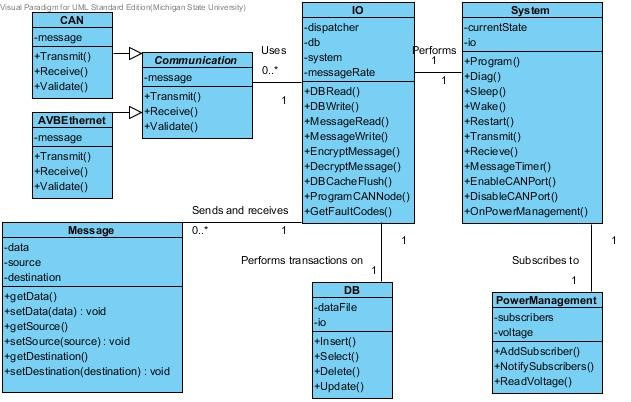 Visual Paradigm for UML Standard Edition(Michigan State University)
CAN
-message
+Transmit()
+Receive()
+Validate()
AVBEthernet
-message
+Transmit()
+Receive()
+Validate()
Communication
-message
+Transmit()
+Receive()
+Validate()
Uses
0..*
1
IO
-dispatcher
-db
-system
-messageRate
+DBRead()
+DBWrite()
+MessageRead()
+MessageWrite()
+EncryptMessage()
+DecryptMessage()
+DBCacheFlush()
+ProgramCANNode()
+GetFaultCodes()
Performs
1
1
System
-currentState
-io
+Program()
+Diag()
+Sleep()
+Wake()
+Restart()
+Transmit()
+Recieve()
+MessageTimer()
+EnableCANPort()
+DisableCANPort()
+OnPowerManagement()
Sends and receives
0..*
1
Message
-data
-source
-destination
+getData()
+setData(data) : void
+getSource()
+setSource(source) : void
+getDestination()
+setDestination(destination) : void
1
Performs transactions on
1
DB
-dataFile
-io
+Insert()
+Select()
+Delete()
+Update()
1
Subscribes to
1
PowerManagement
-subscribers
-voltage
+AddSubscriber()
+NotifySubscribers()
+ReadVoltage()